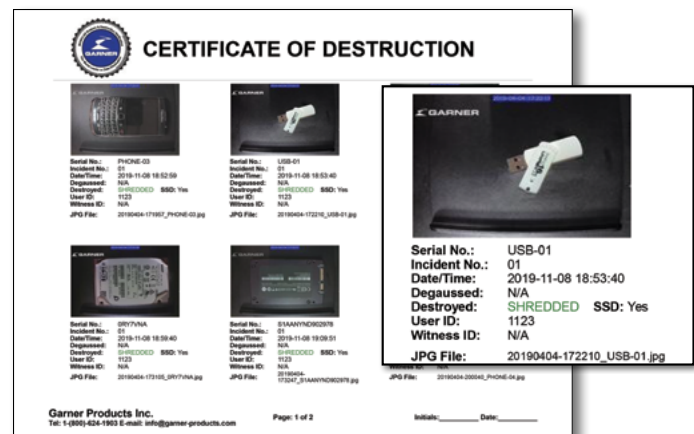 GARNER
CERTIFICATE OF DESTRUCTION
GARNER
Serial No.: PHONE-03
Incident No.: 01
Date/Time: 2019-11-08 18:52:59
Degaussed: N/A
Destroyed: SHREDDED SSD: Yes
User ID: 1123
Witness ID: N/A
JPG File: 20190404-171957_PHONE-03.jpg
GARNER
Serial No.: USB-01
Incident No.: 01
Date/Time: 2019-11-08 18:53:40
Degaussed: N/A
Destroyed: SHREDDED SSD: Yes
User ID: 1123
Witness ID: N/A
JPG File: 20190404-172210_USB-01.jpg
GARNER
Serial No.: USB-01
Incident No.: 01
Date/Time: 2019-11-08 18:53:40
Degaussed: N/A
Destroyed: SHREDDED SSD: Yes
User ID: 1123
Witness ID: N/A
JPG File: 20190404-172210_USB-01.jpg
GARNER
Serial No.: 0RY7VNA
Incident No.: 01
Date/Time: 2019-11-08 18:59:40
Degaussed: N/A
Destroyed: SHREDDED SSD: Yes
User ID: 1123
Witness ID: N/A
JPG File: 20190404-173105_0RY7VNA.jpg
GARNER
Serial No.: S1AANYND902978
Incident No.: 01
Date/Time: 2019-11-08 19:09:51
Degaussed: N/A
Destroyed: SHREDDED SSD: Yes
User ID: 1123
Witness ID: N/A
JPG File: 20190404-
173247_S1AANYND902978.jpg
Witness ID: N/A
JPG File: 20190404-200040_PHONE-04.jpg
Garner Products Inc.
Tel: 1-(800)-624-1903 E-mail: info@garner-products.com
Page: 1 of 2
Initials:________ Date:________